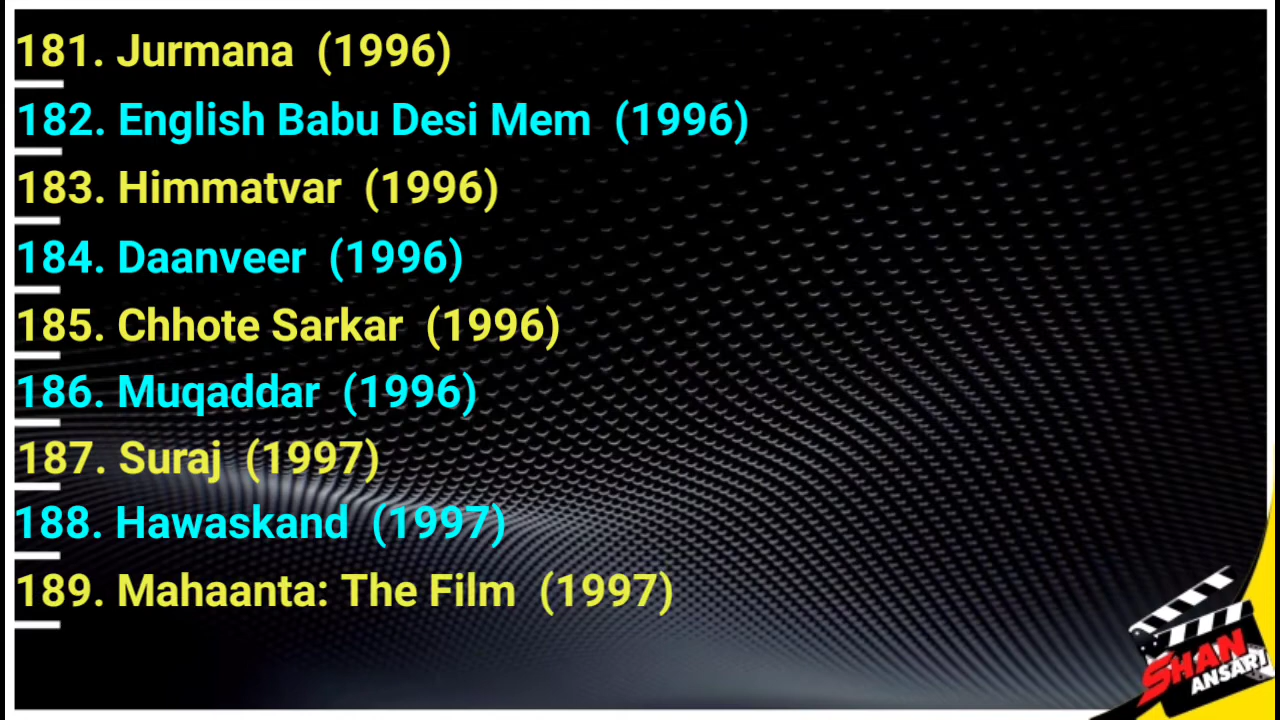 181. Jurmana (1996)
182. English Babu Desi Mem (1996)
183. Himmatvar (1996)
184. Daanveer (1996)
185. Chhote Sarkar (1996)
186. Muqaddar (1996)
187. Suraj (1997)
188. Hawaskand (1997)
189. Mahaanta: The Film (1997)
SHAN
ANSARI